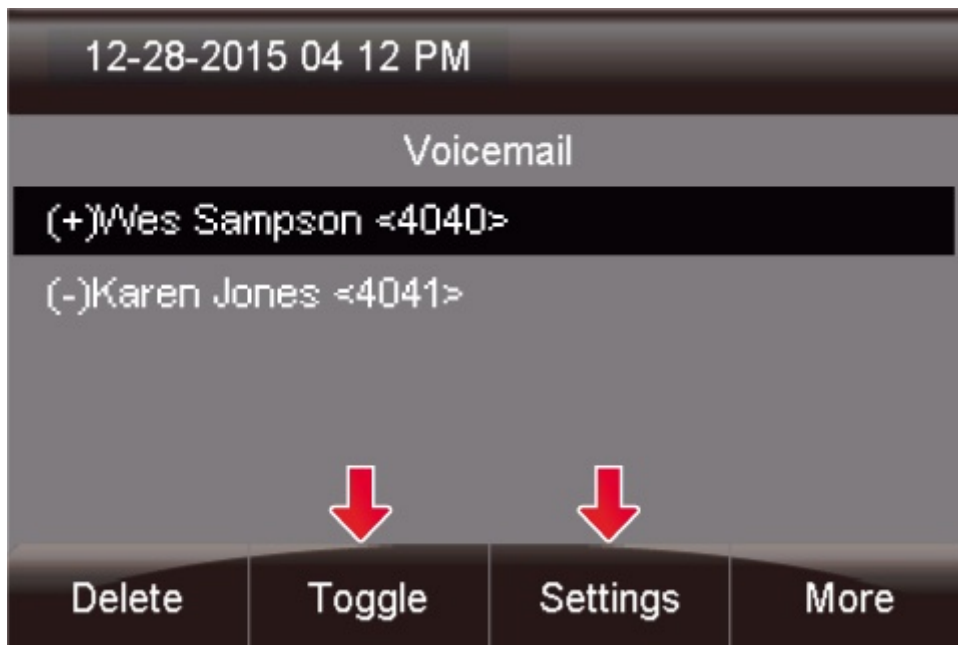 12-28-2015 04 12 PM
Voicemail
(+)Wes Sampson <4040>
(-)Karen Jones <4041>
Delete Toggle Settings More